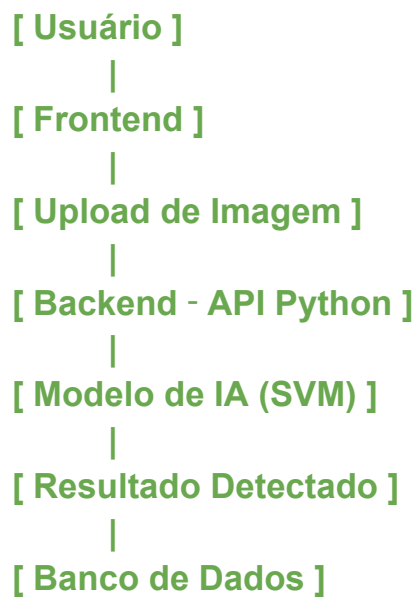 [ Usuário ]
|
[ Frontend ]
|
[ Upload de Imagem ]
|
[ Backend - API Python ]
|
[ Modelo de IA (SVM) ]
|
[ Resultado Detectado ]
|
[ Banco de Dados ]